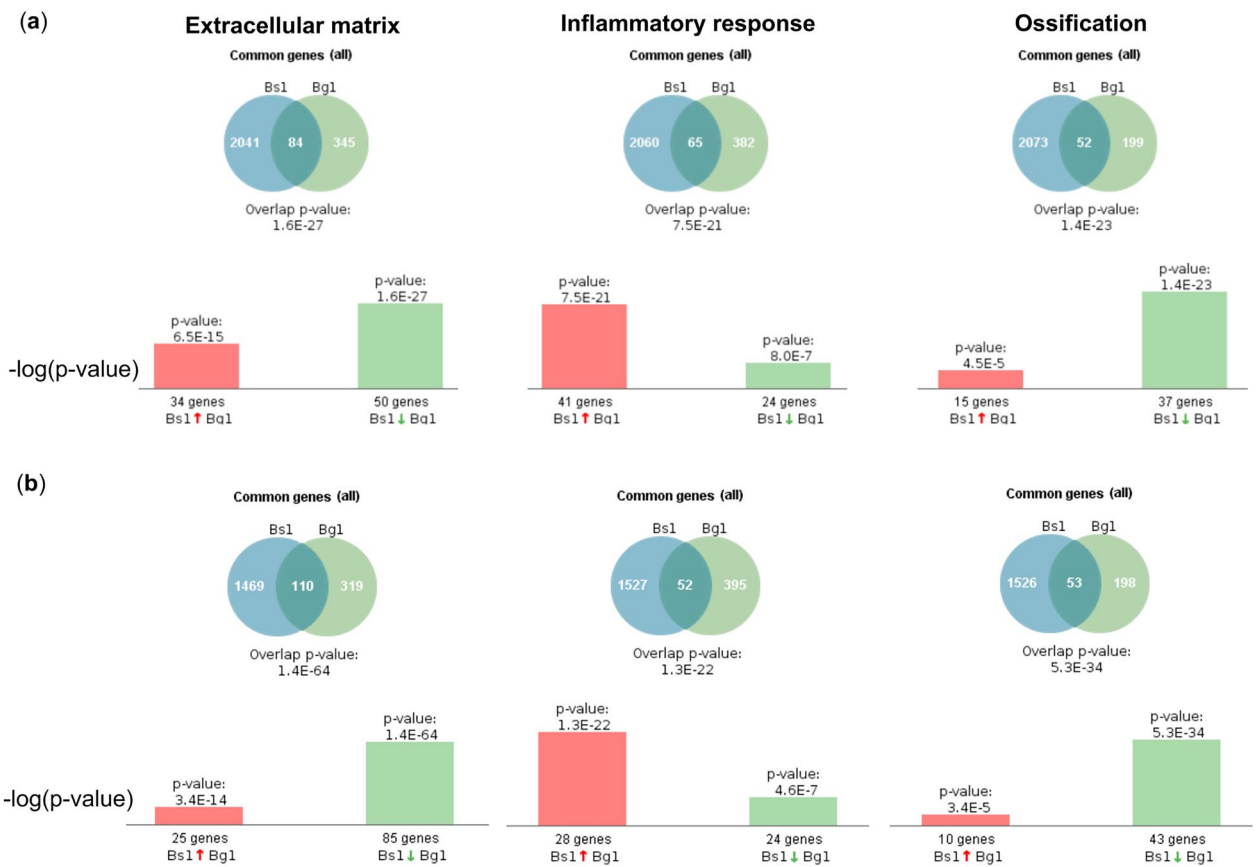 (a)
Extracellular matrix
Inflammatory response
Ossification
Common genes (all)
Common genes (all)
Common genes (all)
Bs1 Bg1
Bs1 Bg1
Bs1 Bg1
2041 84 345
2060 65 382
2073 52 199
Overlap p-value:
1.6E-27
Overlap p-value:
7.5E-21
Overlap p-value:
1.4E-23
-log(p-value)
p-value:
6.5E-15
p-value:
1.6E-27
p-value:
7.5E-21
p-value:
8.0E-7
p-value:
4.5E-5
p-value:
1.4E-23
34 genes
Bs1↑Bg1
50 genes
Bs1↓Bg1
41 genes
Bs1↑Bg1
24 genes
Bs1↓Bg1
15 genes
Bs1↑Bg1
37 genes
Bs1↓Bg1
(b)
Common genes (all)
Common genes (all)
Common genes (all)
Bs1 Bg1
Bs1 Bg1
Bs1 Bg1
1469 110 319
1527 52 395
1526 53 198
Overlap p-value:
1.4E-64
Overlap p-value:
1.3E-22
Overlap p-value:
5.3E-34
-log(p-value)
p-value:
3.4E-14
p-value:
1.4E-64
p-value:
1.3E-22
p-value:
4.6E-7
p-value:
3.4E-5
p-value:
5.3E-34
25 genes
Bs1↑Bg1
85 genes
Bs1↓Bg1
28 genes
Bs1↑Bg1
24 genes
Bs1↓Bg1
10 genes
Bs1↑Bg1
43 genes
Bs1↓Bg1